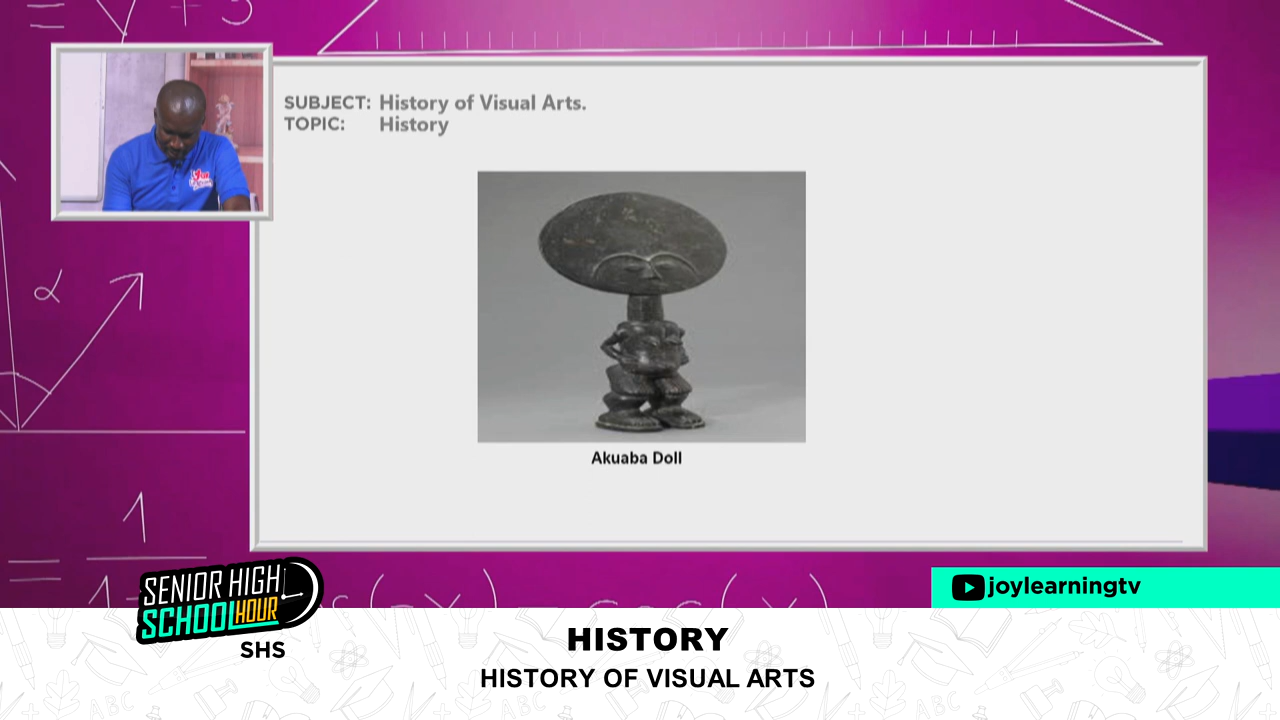 SUBJECT: History of Visual Arts.
TOPIC: History
Akuaba Doll
joylearningtv
SENIOR HIGH
SCHOOL HOUR
SHS
HISTORY
HISTORY OF VISUAL ARTS